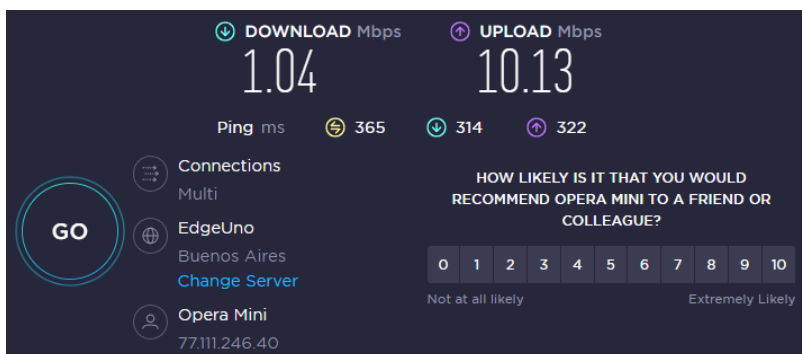 DOWNLOAD Mbps
UPLOAD Mbps
1.04
10.13
Ping ms 365 314 322
Connections
Multi
HOW LIKELY IS IT THAT YOU WOULD
RECOMMEND OPERA MINI TO A FRIEND OR
COLLEAGUE?
GO
EdgeUno
Buenos Aires
Change Server
0 1 2 3 4 5 6 7 8 9 10
Not at all likely
Extremely Likely
Opera Mini
77.111.246.40